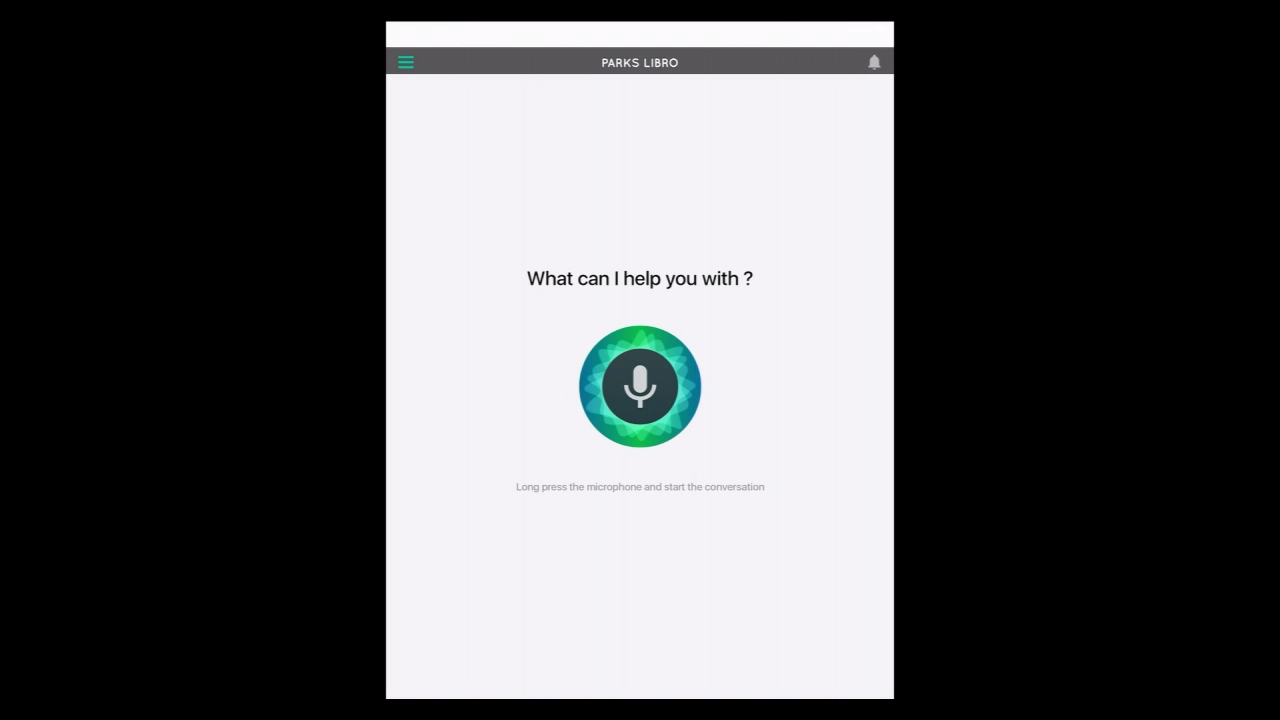 PARKS LIBRO
What can I help you with ?
Long press the microphone and start the conversation